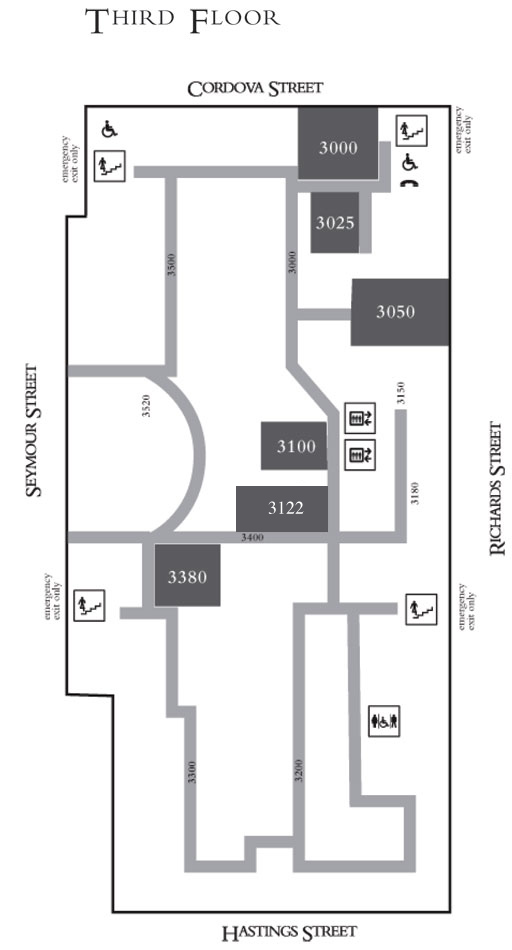 THIRD FLOOR
CORDOVA STREET
emergency
exit only
emergency
exit only
3000
3025
3500
3000
3050
SEYMOUR STREET
3520
3150
3100
RICHARDS STREET
3122
3180
3400
3380
emergency
exit only
emergency
exit only
3300
3200
HASTINGS STREET